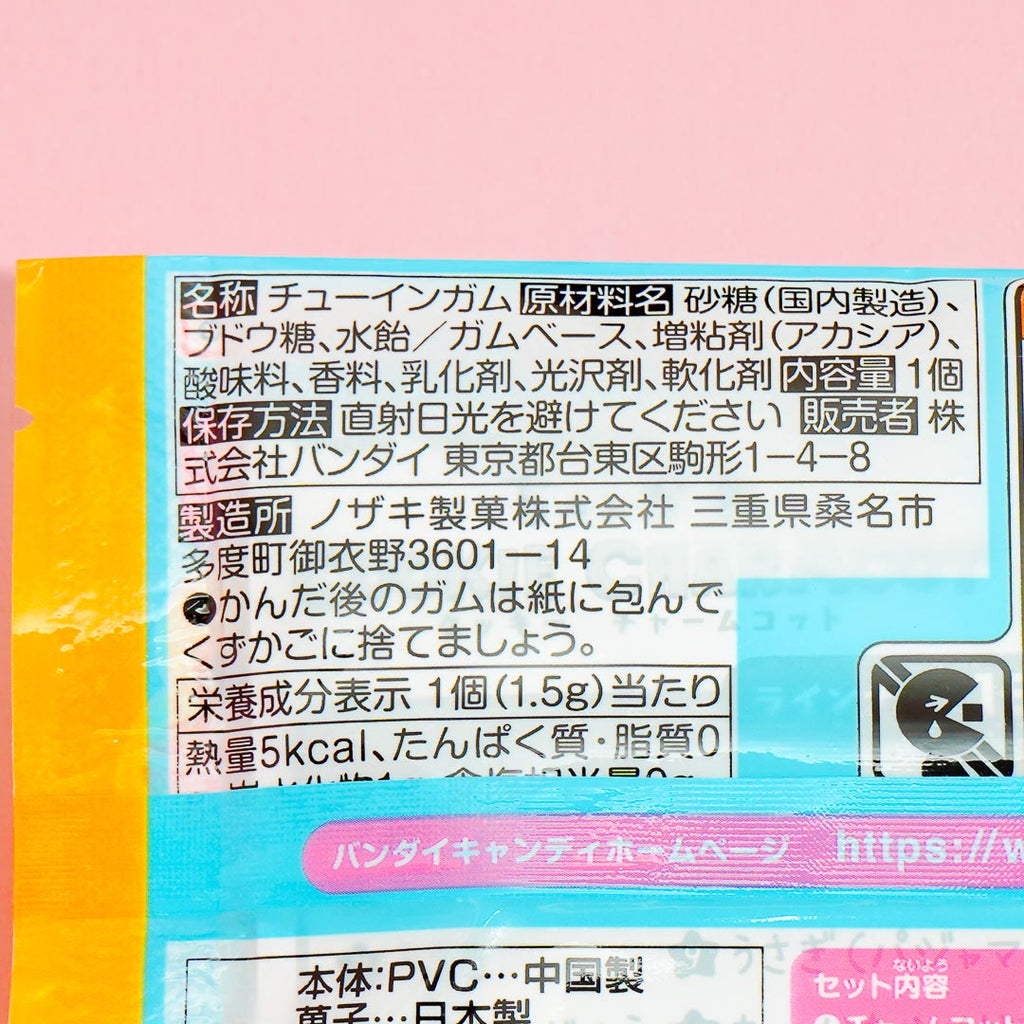 名称 チューインガム 原材料名 砂糖(国内製造)、
ブドウ糖、水飴／ガムベース、増粘剤(アカシア)、
酸味料、香料、乳化剤、光沢剤、軟化剤 内容量 1個
保存方法 直射日光を避けてください 販売者 株
式会社バンダイ 東京都台東区駒形1-4-8
製造所 ノザキ製菓株式会社 三重県桑名市
多度町御衣野3601-14
●かんだ後のガムは紙に包んで
くずかごに捨てましょう。
栄養成分表示 1個(1.5g)当たり
熱量5kcal、たんぱく質・脂質0
バンダイキャンディホームページ https://w
本体:PVC…中国製
菓子…日本製
ないよう
セット内容